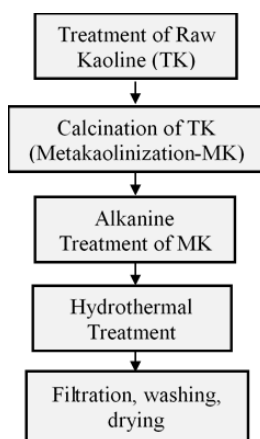 Treatment of Raw
Kaoline (TK)
Calcination of TK
(Metakaolinization-MK)
Alkanine
Treatment of MK
Hydrothermal
Treatment
Filtration, washing,
drying